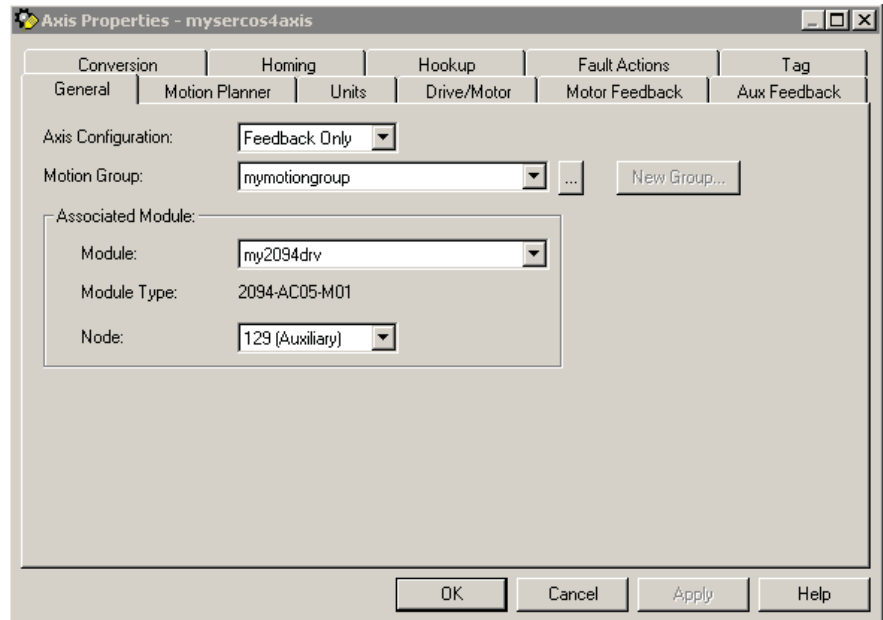 Axis Properties - mysercos4axis
Conversion Homing Hookup Fault Actions Tag
General Motion Planner Units Drive/Motor Motor Feedback Aux Feedback
Axis Configuration: Feedback Only
Motion Group: mymotiongroup ... New Group...
Associated Module:
Module: my2094drv
Module Type: 2094-AC05-M01
Node: 129 (Auxiliary)
OK Cancel Apply Help